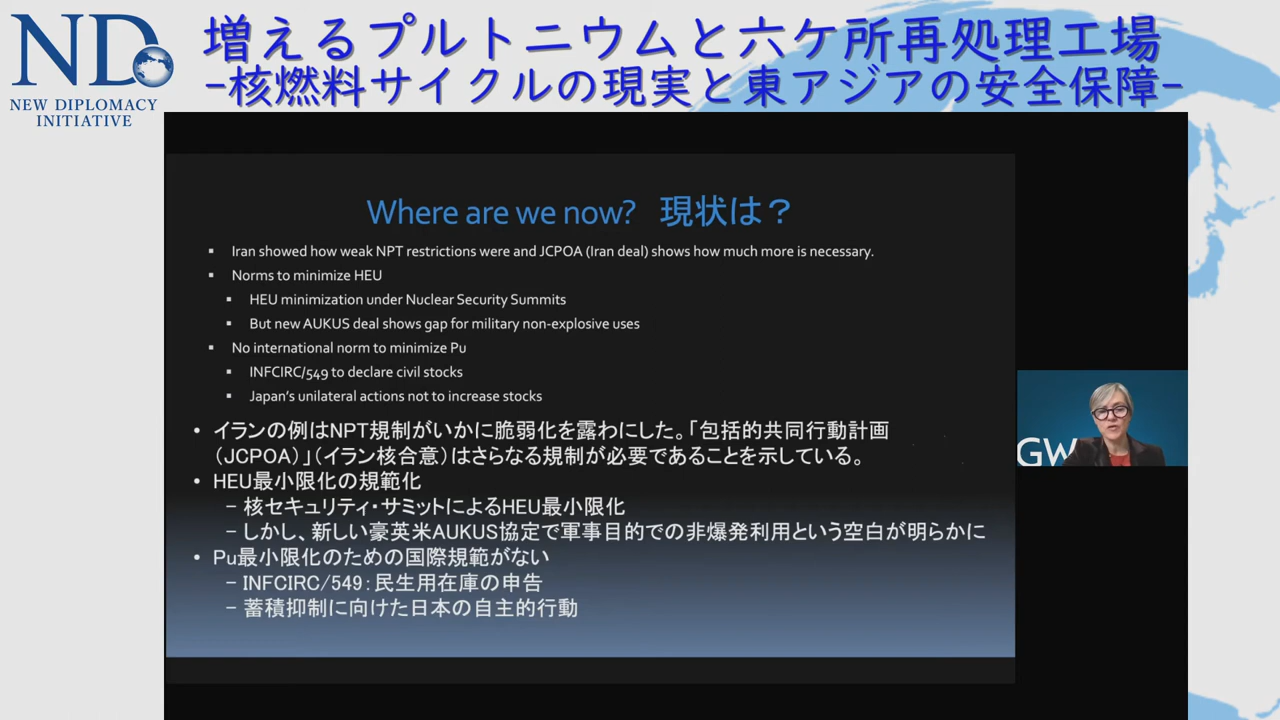 ND
NEW DIPLOMACY
INITIATIVE
増えるプルトニウムと六ケ所再処理工場
-核燃料サイクルの現実と東アジアの安全保障-
Where are we now? 現状は？
▪ Iran showed how weak NPT restrictions were and JCPOA (Iran deal) shows how much more is necessary.
▪ Norms to minimize HEU
▪ HEU minimization under Nuclear Security Summits
▪ But new AUKUS deal shows gap for military non-explosive uses
▪ No international norm to minimize Pu
▪ INFCIRC/549 to declare civil stocks
▪ Japan's unilateral actions not to increase stocks
• イランの例はNPT規制がいかに脆弱化を露わにした。「包括的共同行動計画
（JCPOA）」（イラン核合意）はさらなる規制が必要であることを示している。
• HEU最小限化の規範化
– 核セキュリティ・サミットによるHEU最小限化
– しかし、新しい豪英米AUKUS協定で軍事目的での非爆発利用という空白が明らかに
• Pu最小限化のための国際規範がない
– INFCIRC/549：民生用在庫の申告
– 蓄積抑制に向けた日本の自主的行動
GW